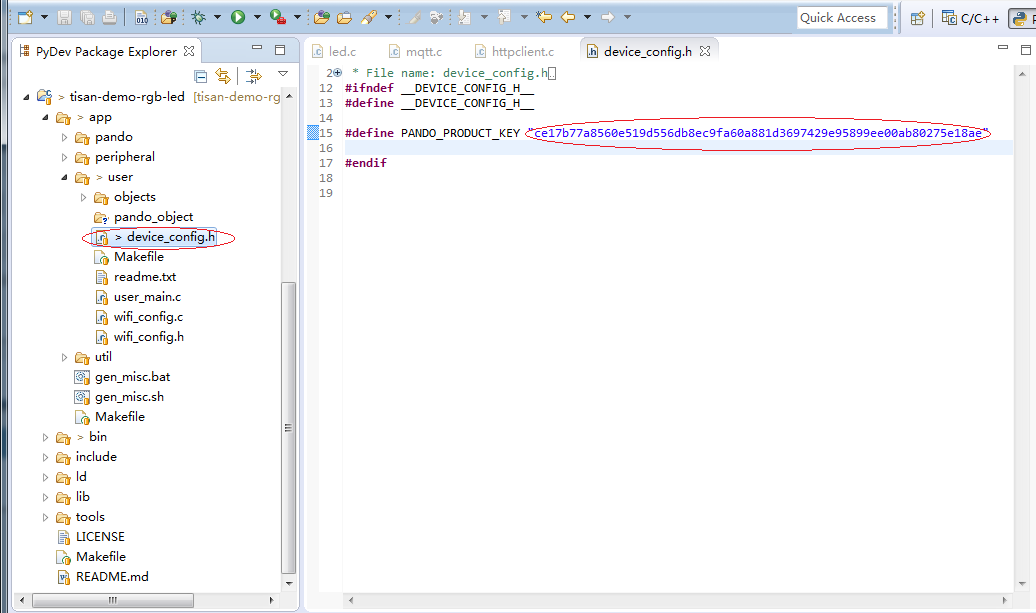 Quick Access
C/C++
PyDev Package Explorer
led.c
mqtt.c
httpclient.c
device_config.h
> tisan-demo-rgb-led [tisan-demo-rg
> app
pando
peripheral
> user
objects
pando_object
> device_config.h
Makefile
readme.txt
user_main.c
wifi_config.c
wifi_config.h
util
gen_misc.bat
gen_misc.sh
Makefile
> bin
include
ld
lib
tools
LICENSE
Makefile
README.md
2 * File name: device_config.h
12 #ifndef __DEVICE_CONFIG_H__
13 #define __DEVICE_CONFIG_H__
14
15 #define PANDO_PRODUCT_KEY "ce17b77a8560e519d556db8ec9fa60a881d3697429e95899ee00ab80275e18ae"
16
17 #endif
18
19